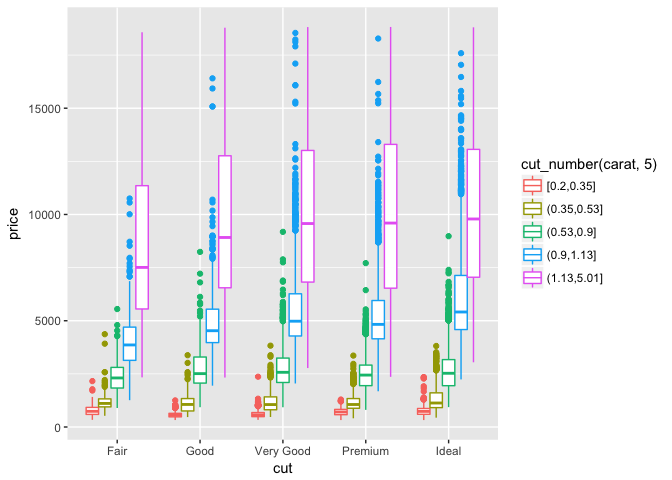 15000
10000
5000
0
price
Fair Good Very Good Premium Ideal
cut
cut_number(carat, 5)
[0.2,0.35]
(0.35,0.53]
(0.53,0.9]
(0.9,1.13]
(1.13,5.01]